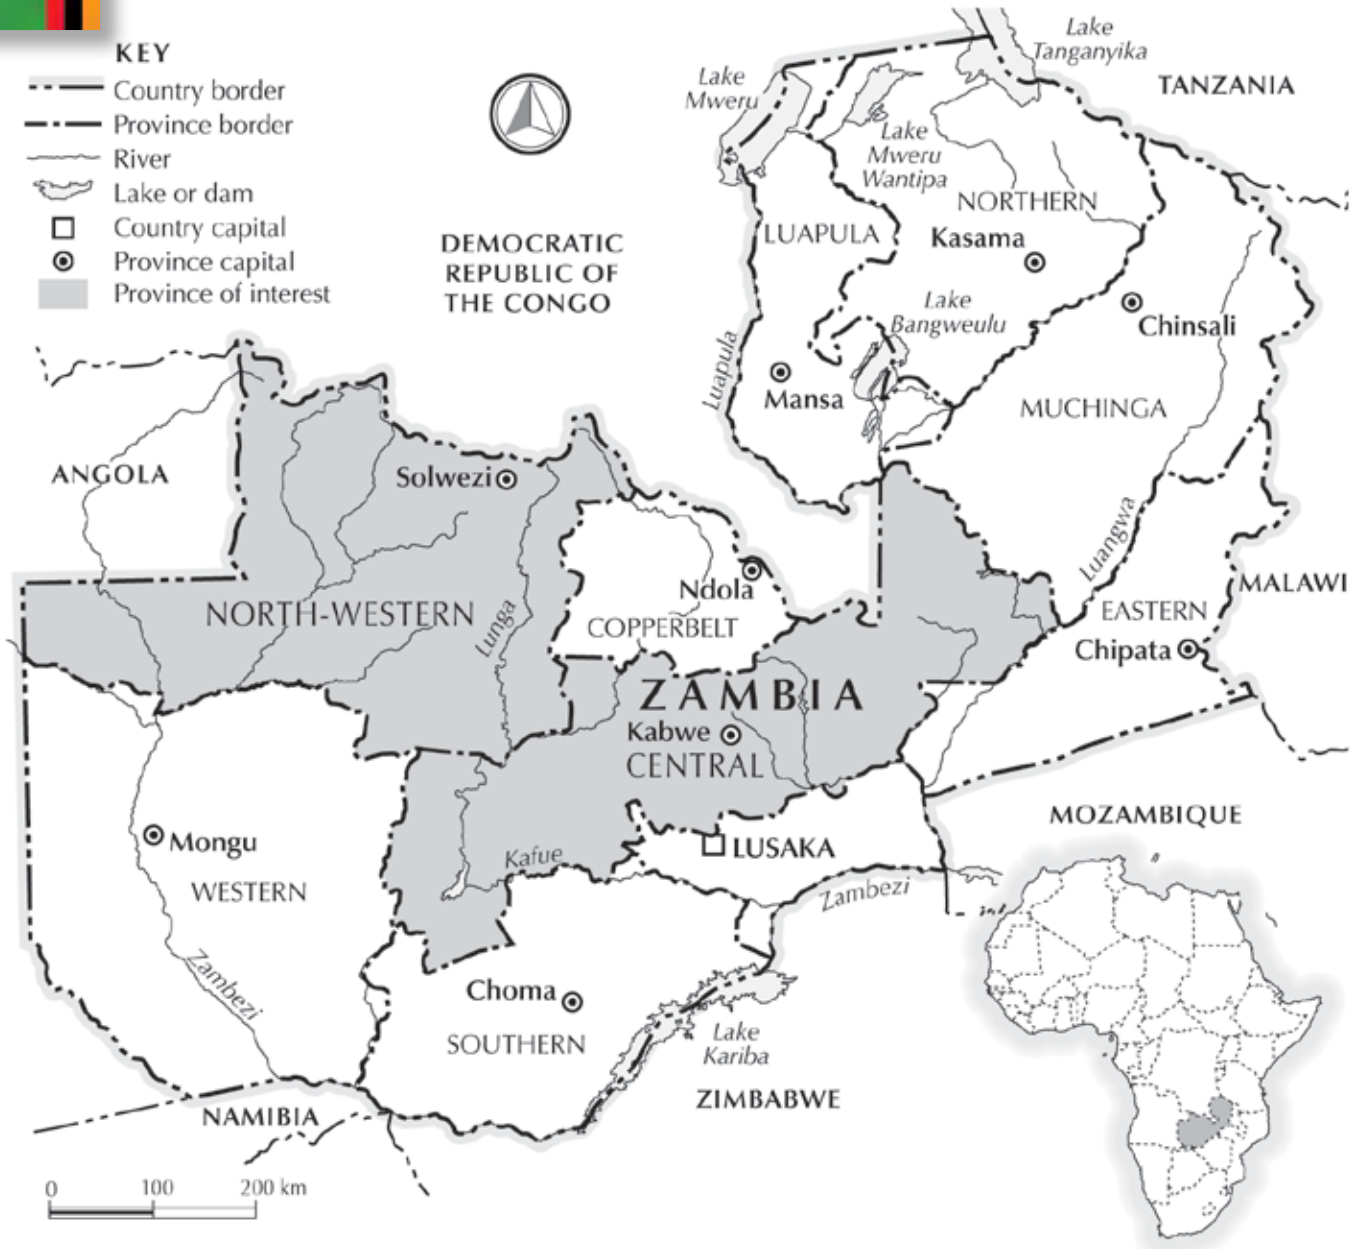 KEY
Country border
Province border
River
Lake or dam
Country capital
Province capital
Province of interest
Lake
Tanganyika
TANZANIA
Lake
Mweru
Lake
Mweru
Wantipa
NORTHERN
LUAPULA
Kasama
DEMOCRATIC
REPUBLIC OF
THE CONGO
Lake
Bangweulu
Chinsali
Luapula
Mansa
MUCHINGA
ANGOLA
Solwezi
Luangwa
Ndola
MALAWI
NORTH-WESTERN
Lunga
COPPERBELT
EASTERN
Chipata
ZAMBIA
Kabwe
CENTRAL
MOZAMBIQUE
Mongu
LUSAKA
Kafue
WESTERN
Zambezi
Zambezi
Choma
SOUTHERN
Lake
Kariba
ZIMBABWE
NAMIBIA
0 100 200 km